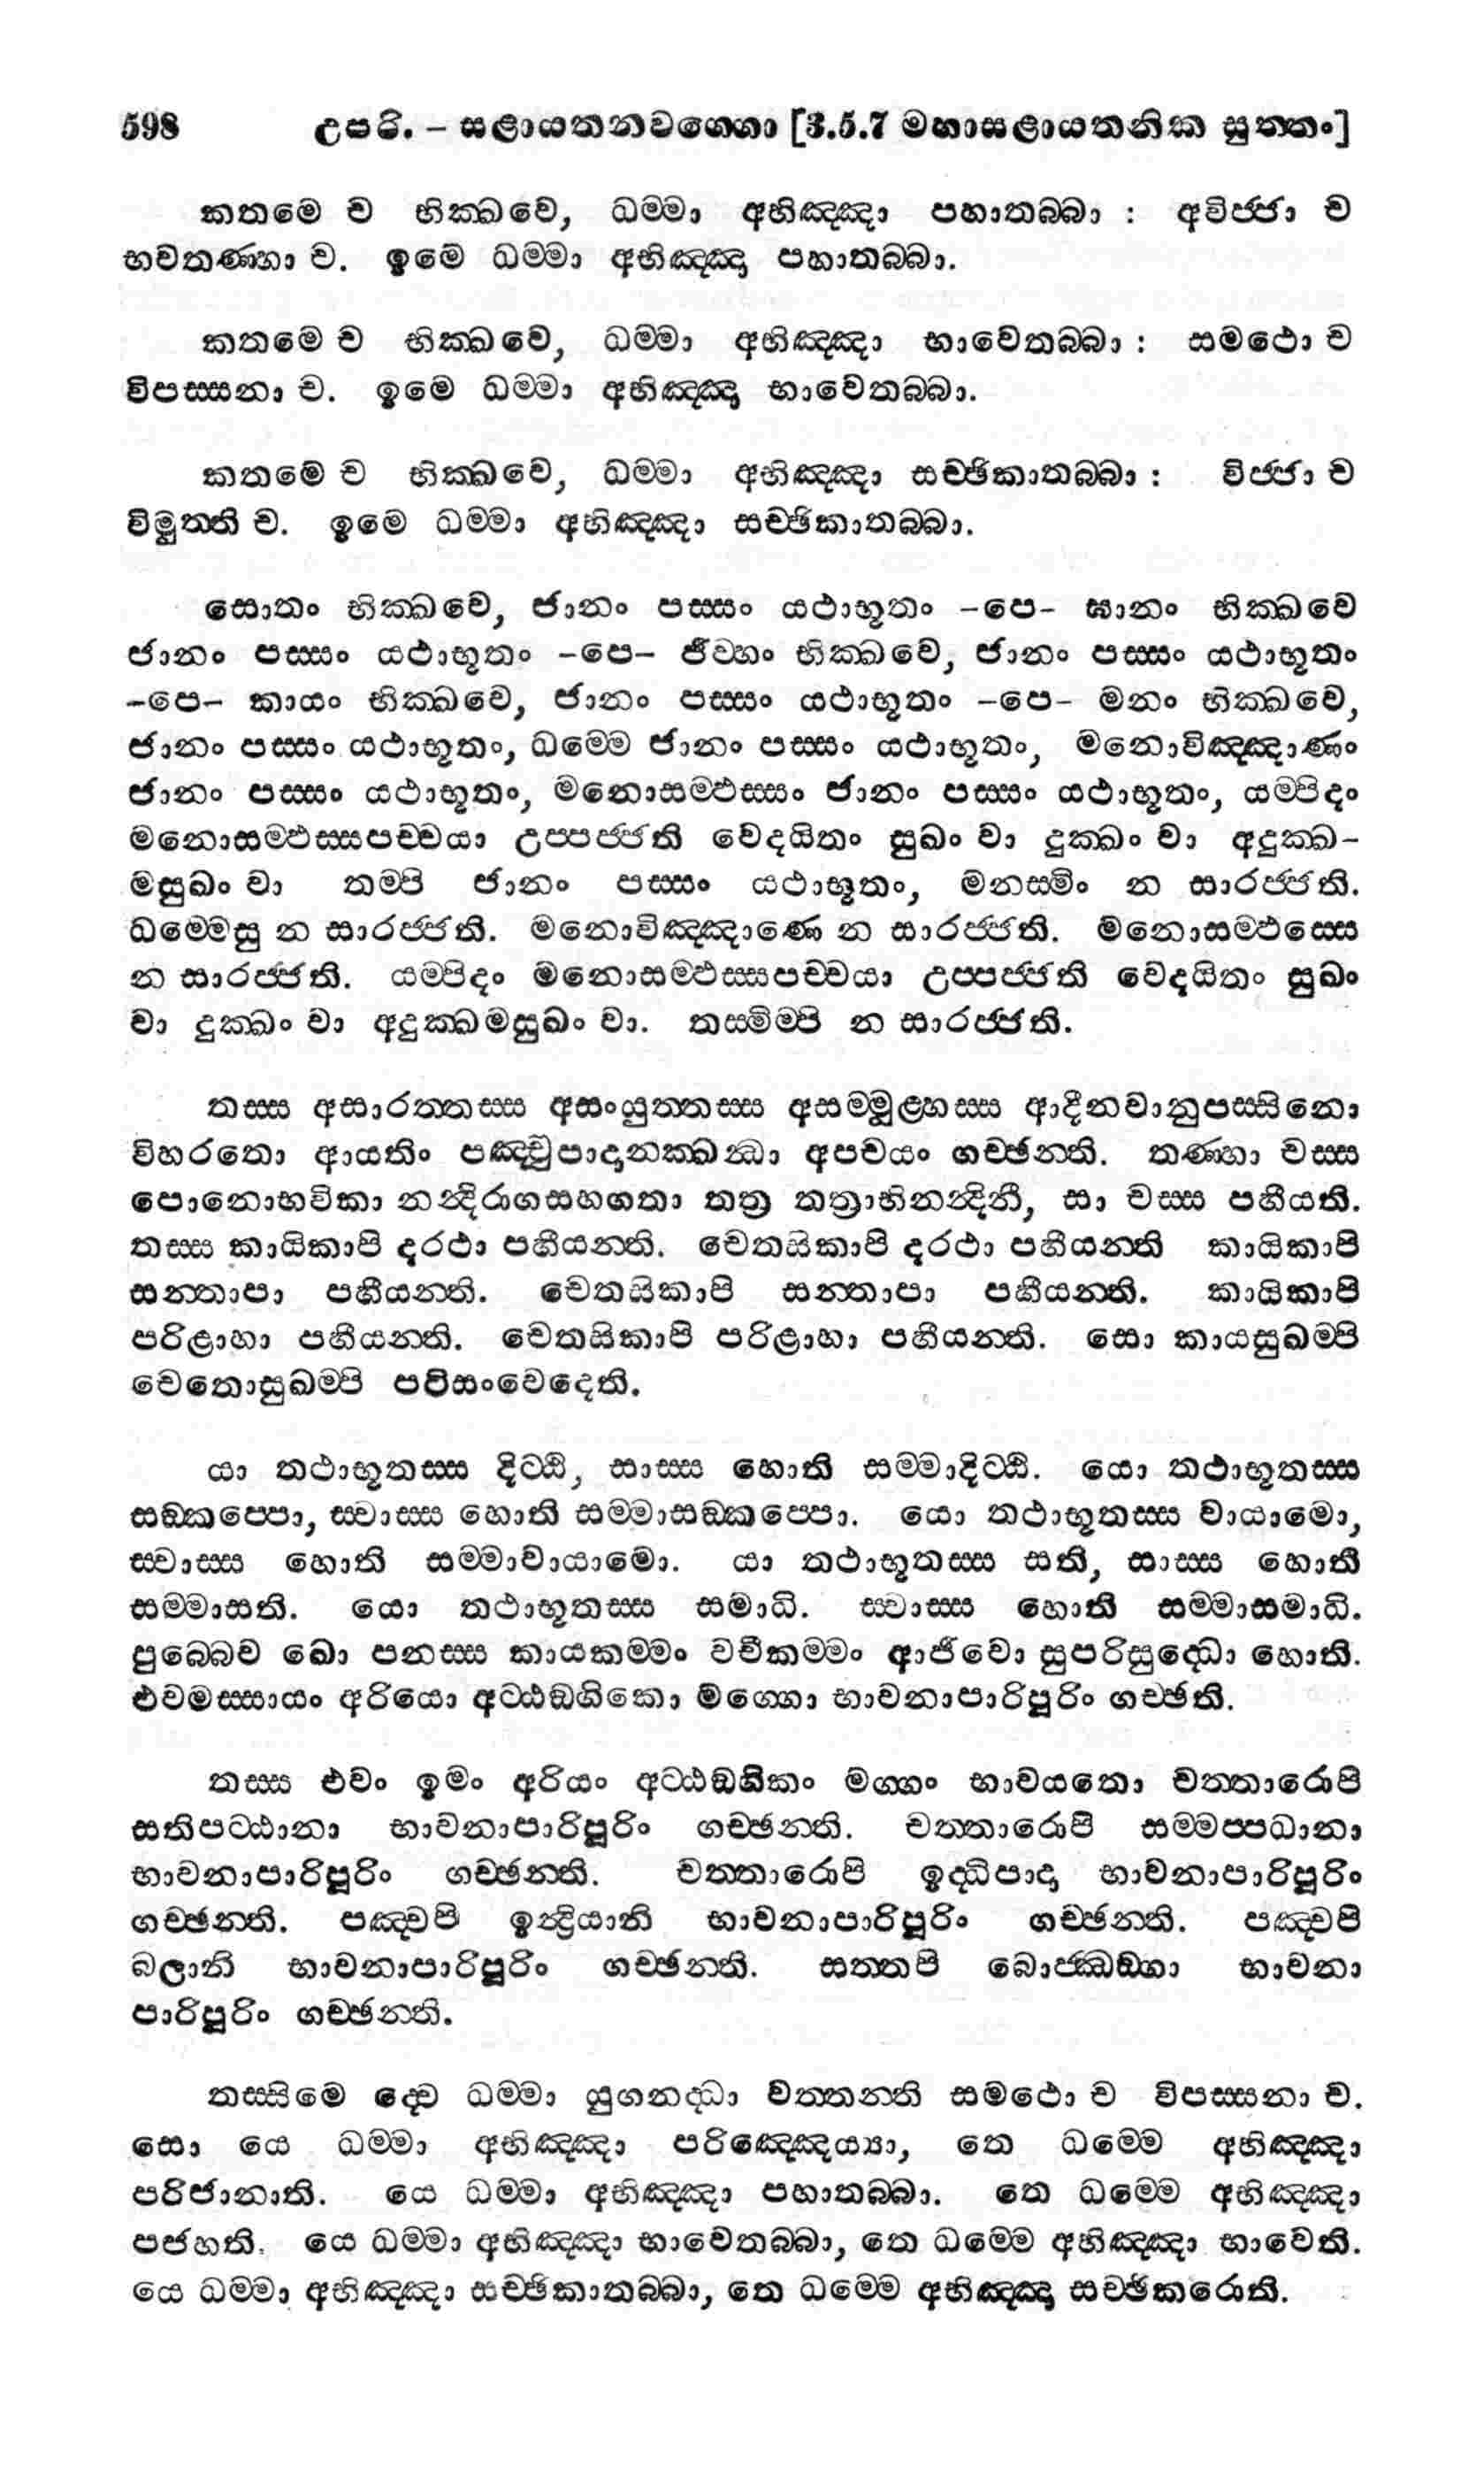 598 උපරි. – සළායතනවග්ගො [3.5.7 මහාසළායතනික සුත්තං]
කතමෙ ච භික්ඛවෙ, ධම්මා අභිඤ්ඤා පහාතබ්බා : අවිජ්ජා ච
භවතණ්හා ච. ඉමේ ධම්මා අභිඤ්ඤා පහාතබ්බා.
කතමෙ ච භික්ඛවෙ, ධම්මා අභිඤ්ඤා භාවෙතබ්බා : සමථො ච
විපස්සනා ච. ඉමෙ ධම්මා අභිඤ්ඤා භාවෙතබ්බා.
කතමෙ ච භික්ඛවෙ, ධම්මා අභිඤ්ඤා සච්ඡිකාතබ්බා : විජ්ජා ච
විමුත්ති ච. ඉමෙ ධම්මා අභිඤ්ඤා සච්ඡිකාතබ්බා.
සොතං භික්ඛවෙ, ජානං පස්සං යථාභූතං –පෙ– ඝානං භික්ඛවෙ
ජානං පස්සං යථාභූතං –පෙ– ජිව්හං භික්ඛවෙ, ජානං පස්සං යථාභූතං
–පෙ– කායං භික්ඛවෙ, ජානං පස්සං යථාභූතං –පෙ– මනං භික්ඛවෙ,
ජානං පස්සං යථාභූතං, ධම්මෙ ජානං පස්සං යථාභූතං, මනොවිඤ්ඤාණං
ජානං පස්සං යථාභූතං, මනොසම්ඵස්සං ජානං පස්සං යථාභූතං, යම්පිදං
මනොසම්ඵස්සපච්චයා උප්පජ්ජති වෙදයිතං සුඛං වා දුක්ඛං වා අදුක්ඛ–
මසුඛං වා තම්පි ජානං පස්සං යථාභූතං, මනස්මිං න සාරජ්ජති.
ධම්මෙසු න සාරජ්ජති. මනොවිඤ්ඤාණෙ න සාරජ්ජති. මනොසම්ඵස්සෙ
න සාරජ්ජති. යම්පිදං මනොසම්ඵස්සපච්චයා උප්පජ්ජති වෙදයිතං සුඛං
වා දුක්ඛං වා අදුක්ඛමසුඛං වා. තස්මිම්පි න සාරජ්ජති.
තස්ස අසාරත්තස්ස අසංයුත්තස්ස අසම්මූළ්හස්ස ආදීනවානුපස්සිනො
විහරතො ආයතිං පඤ්චුපාදානක්ඛන්ධා අපචයං ගච්ඡන්ති. තණ්හා චස්ස
පොනොභවිකා නන්දිරාගසහගතා තත්‍ර තත්‍රාභිනන්දිනී, සා චස්ස පහීයති.
තස්ස කායිකාපි දරථා පහීයන්ති. චෙතසිකාපි දරථා පහීයන්ති කායිකාපි
සන්තාපා පහීයන්ති. චෙතසිකාපි සන්තාපා පහීයන්ති. කායිකාපි
පරිළාහා පහීයන්ති. චෙතසිකාපි පරිළාහා පහීයන්ති. සො කායසුඛම්පි
චෙතොසුඛම්පි පටිසංවෙදෙති.
යා තථාභූතස්ස දිට්ඨි, සාස්ස හොති සම්මාදිට්ඨි. යො තථාභූතස්ස
සඞ්කප්පො, ස්වාස්ස හොති සම්මාසඞ්කප්පො. යො තථාභූතස්ස වායාමො,
ස්වාස්ස හොති සම්මාවායාමො. යා තථාභූතස්ස සති, සාස්ස හොති
සම්මාසති. යො තථාභූතස්ස සමාධි. ස්වාස්ස හොති සම්මාසමාධි.
පුබ්බෙව ඛො පනස්ස කායකම්මං වචීකම්මං ආජීවො සුපරිසුද්ධො හොති.
එවමස්සායං අරියො අට්ඨඞ්ගිකො මග්ගො භාවනාපාරිපූරිං ගච්ඡති.
තස්ස එවං ඉමං අරියං අට්ඨඞ්ගිකං මග්ගං භාවයතො චත්තාරොපි
සතිපට්ඨානා භාවනාපාරිපූරිං ගච්ඡන්ති. චත්තාරොපි සම්මප්පධානා
භාවනාපාරිපූරිං ගච්ඡන්ති. චත්තාරොපි ඉද්ධිපාදා භාවනාපාරිපූරිං
ගච්ඡන්ති. පඤ්චපි ඉන්ද්‍රියානි භාවනාපාරිපූරිං ගච්ඡන්ති. පඤ්චපි
බලානි භාවනාපාරිපූරිං ගච්ඡන්ති. සත්තපි බොජ්ඣඞ්ගා භාවනා
පාරිපූරිං ගච්ඡන්ති.
තස්සිමෙ ද්වෙ ධම්මා යුගනද්ධා වත්තන්ති සමථො ච විපස්සනා ච.
සො යෙ ධම්මා අභිඤ්ඤා පරිඤ්ඤෙය්‍යා, තෙ ධම්මෙ අභිඤ්ඤා
පරිජානාති. යෙ ධම්මා අභිඤ්ඤා පහාතබ්බා. තෙ ධම්මෙ අභිඤ්ඤා
පජහති. යෙ ධම්මා අභිඤ්ඤා භාවෙතබ්බා, තෙ ධම්මෙ අභිඤ්ඤා භාවෙති.
යෙ ධම්මා අභිඤ්ඤා සච්ඡිකාතබ්බා, තෙ ධම්මෙ අභිඤ්ඤා සච්ඡිකරොති.